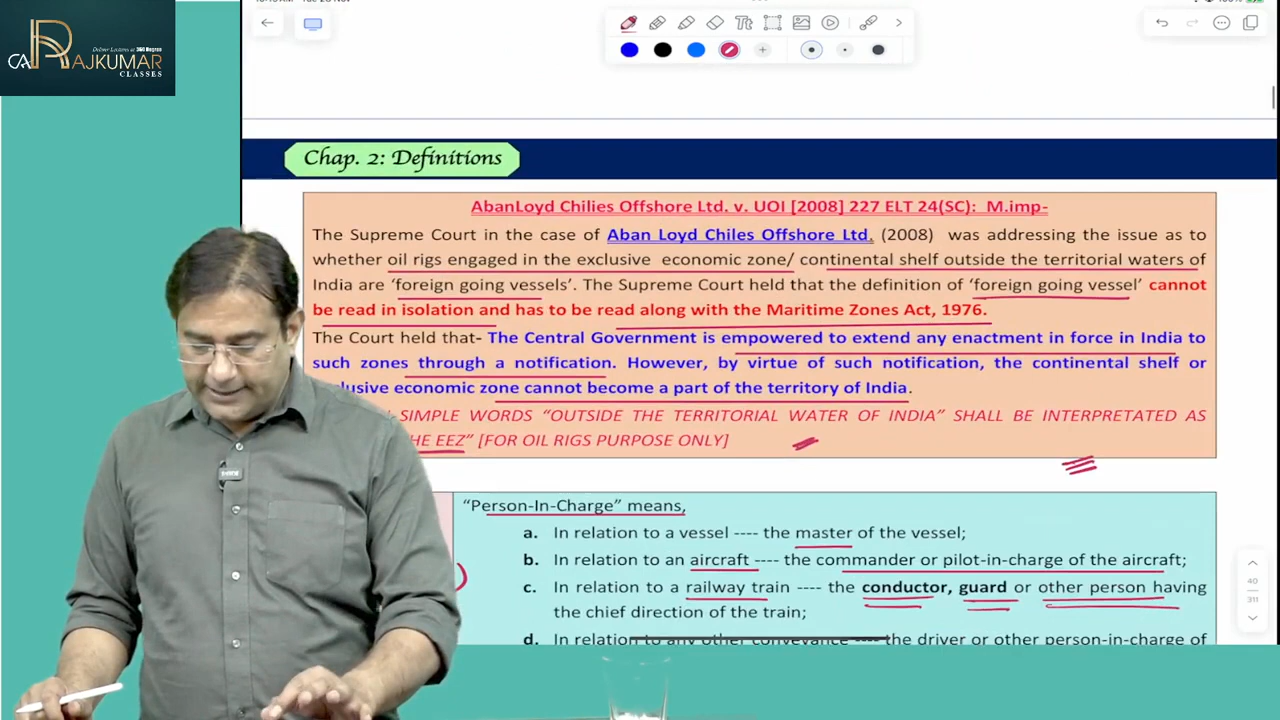 Deliver Lectures at 360 Degree
CA RAJKUMAR
CLASSES
Chap. 2: Definitions
AbanLoyd Chilies Offshore Ltd. v. UOI [2008] 227 ELT 24(SC): M.imp-
The Supreme Court in the case of Aban Loyd Chiles Offshore Ltd. (2008) was addressing the issue as to
whether oil rigs engaged in the exclusive economic zone/ continental shelf outside the territorial waters of
India are ‘foreign going vessels’. The Supreme Court held that the definition of ‘foreign going vessel’ cannot
be read in isolation and has to be read along with the Maritime Zones Act, 1976.
The Court held that- The Central Government is empowered to extend any enactment in force in India to
such zones through a notification. However, by virtue of such notification, the continental shelf or
economic zone cannot become a part of the territory of India.
SIMPLE WORDS “OUTSIDE THE TERRITORIAL WATER OF INDIA” SHALL BE INTERPRETATED AS
EEZ” [FOR OIL RIGS PURPOSE ONLY]
“Person-In-Charge” means,
a. In relation to a vessel ---- the master of the vessel;
b. In relation to an aircraft ---- the commander or pilot-in-charge of the aircraft;
c. In relation to a railway train ---- the conductor, guard or other person having
the chief direction of the train;
d. In relation to any other conveyance ---- the driver or other person-in-charge of
40
311